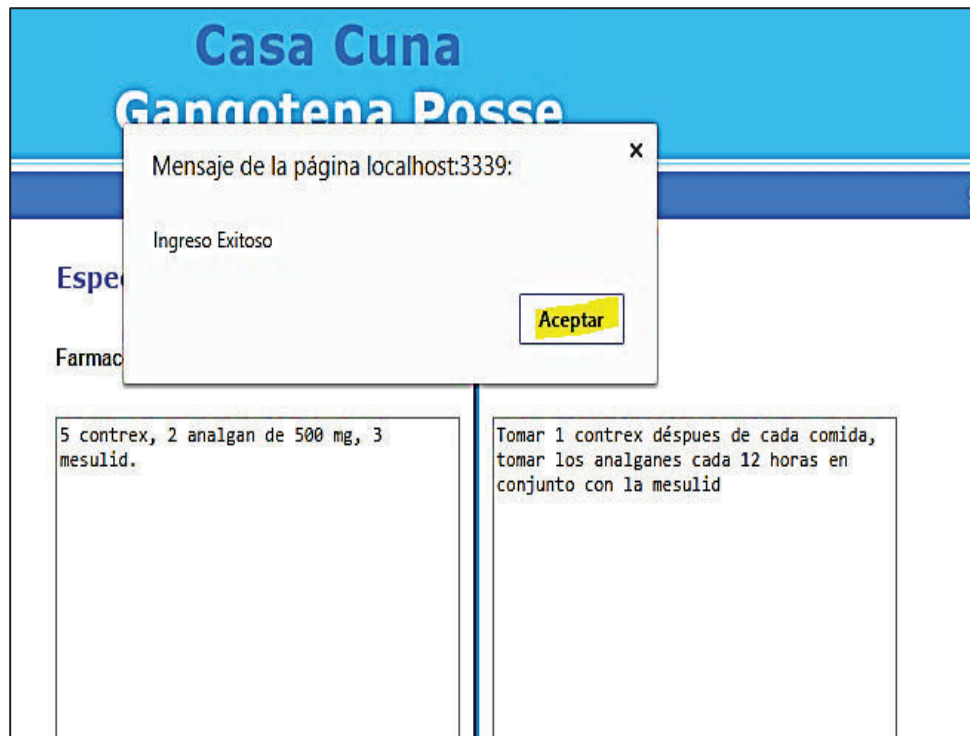 Casa Cuna
Gangotena Posse
Mensaje de la página localhost:3339:
x
Ingreso Exitoso
Espe
Aceptar
Farmac
5 contrex, 2 analgan de 500 mg, 3
mesulid.
Tomar 1 contrex déspues de cada comida,
tomar los analganes cada 12 horas en
conjunto con la mesulid